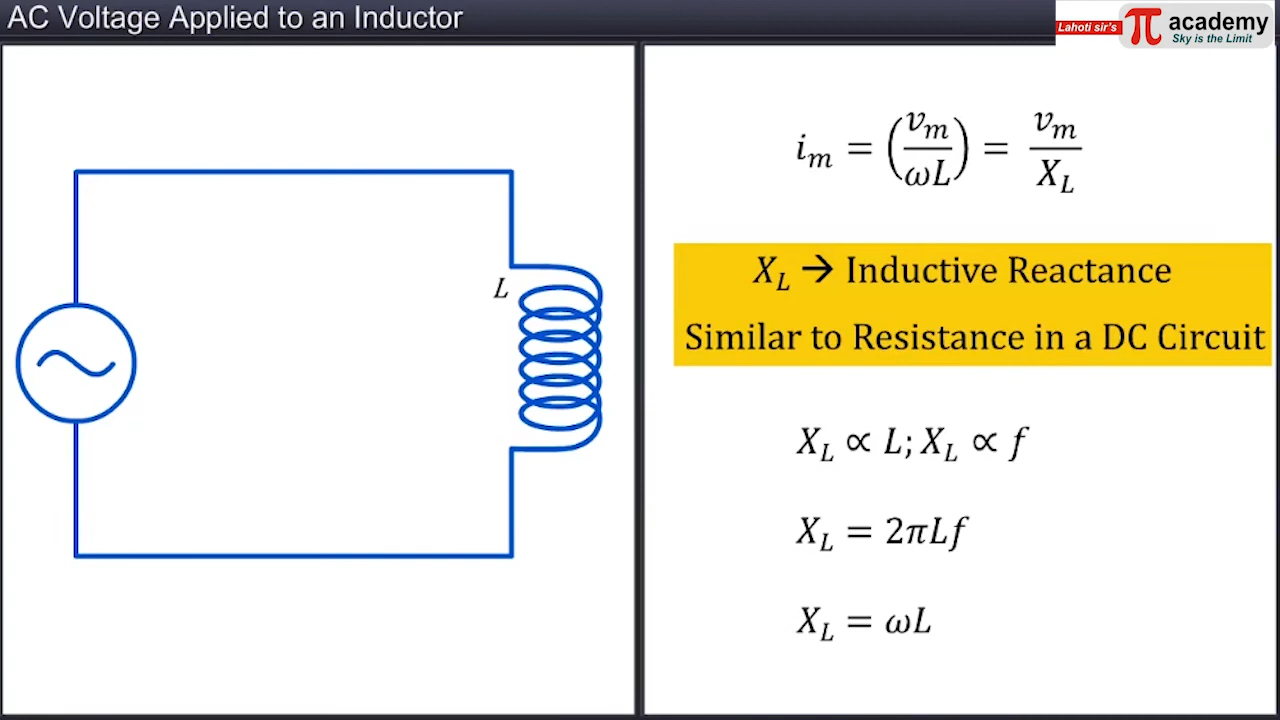 AC Voltage Applied to an Inductor
Lahoti sir's
π academy
Sky is the Limit
L
i_m = (v_m / ωL) = v_m / X_L
X_L → Inductive Reactance
Similar to Resistance in a DC Circuit
X_L ∝ L; X_L ∝ f
X_L = 2πLf
X_L = ωL